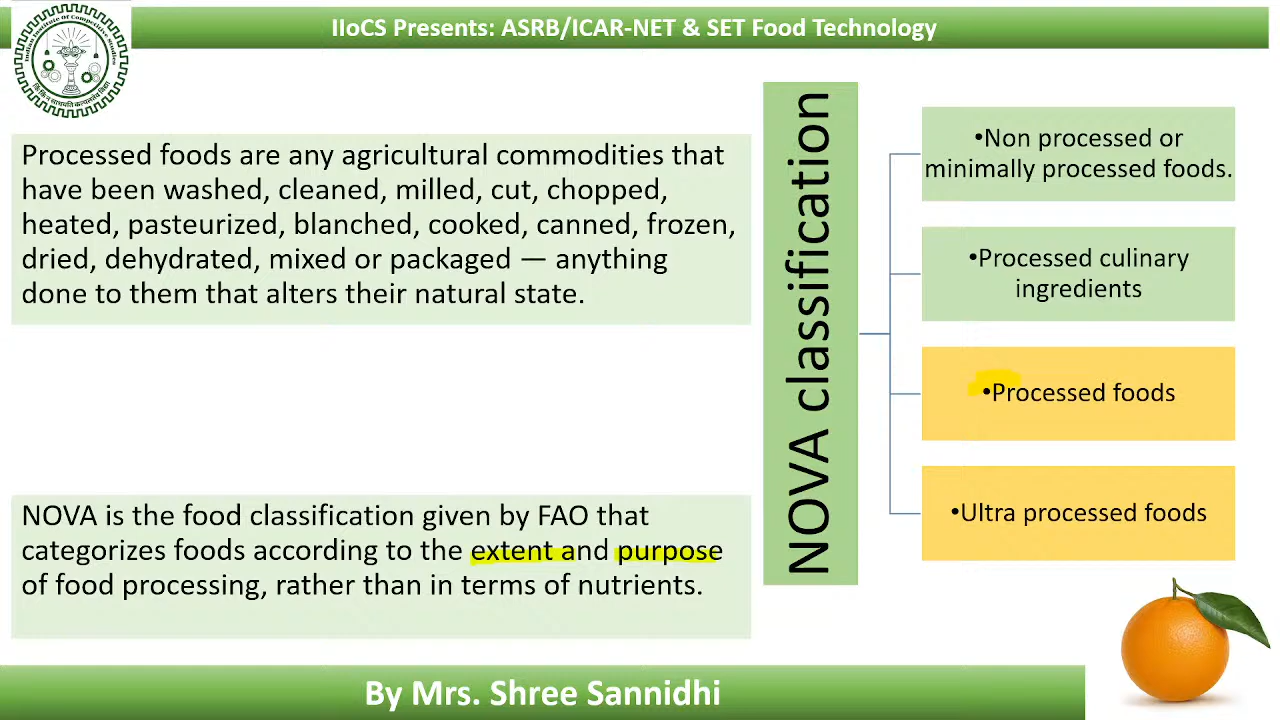 IIoCS Presents: ASRB/ICAR-NET & SET Food Technology
Processed foods are any agricultural commodities that
have been washed, cleaned, milled, cut, chopped,
heated, pasteurized, blanched, cooked, canned, frozen,
dried, dehydrated, mixed or packaged — anything
done to them that alters their natural state.
NOVA is the food classification given by FAO that
categorizes foods according to the extent and purpose
of food processing, rather than in terms of nutrients.
NOVA classification
•Non processed or
minimally processed foods.
•Processed culinary
ingredients
•Processed foods
•Ultra processed foods
By Mrs. Shree Sannidhi